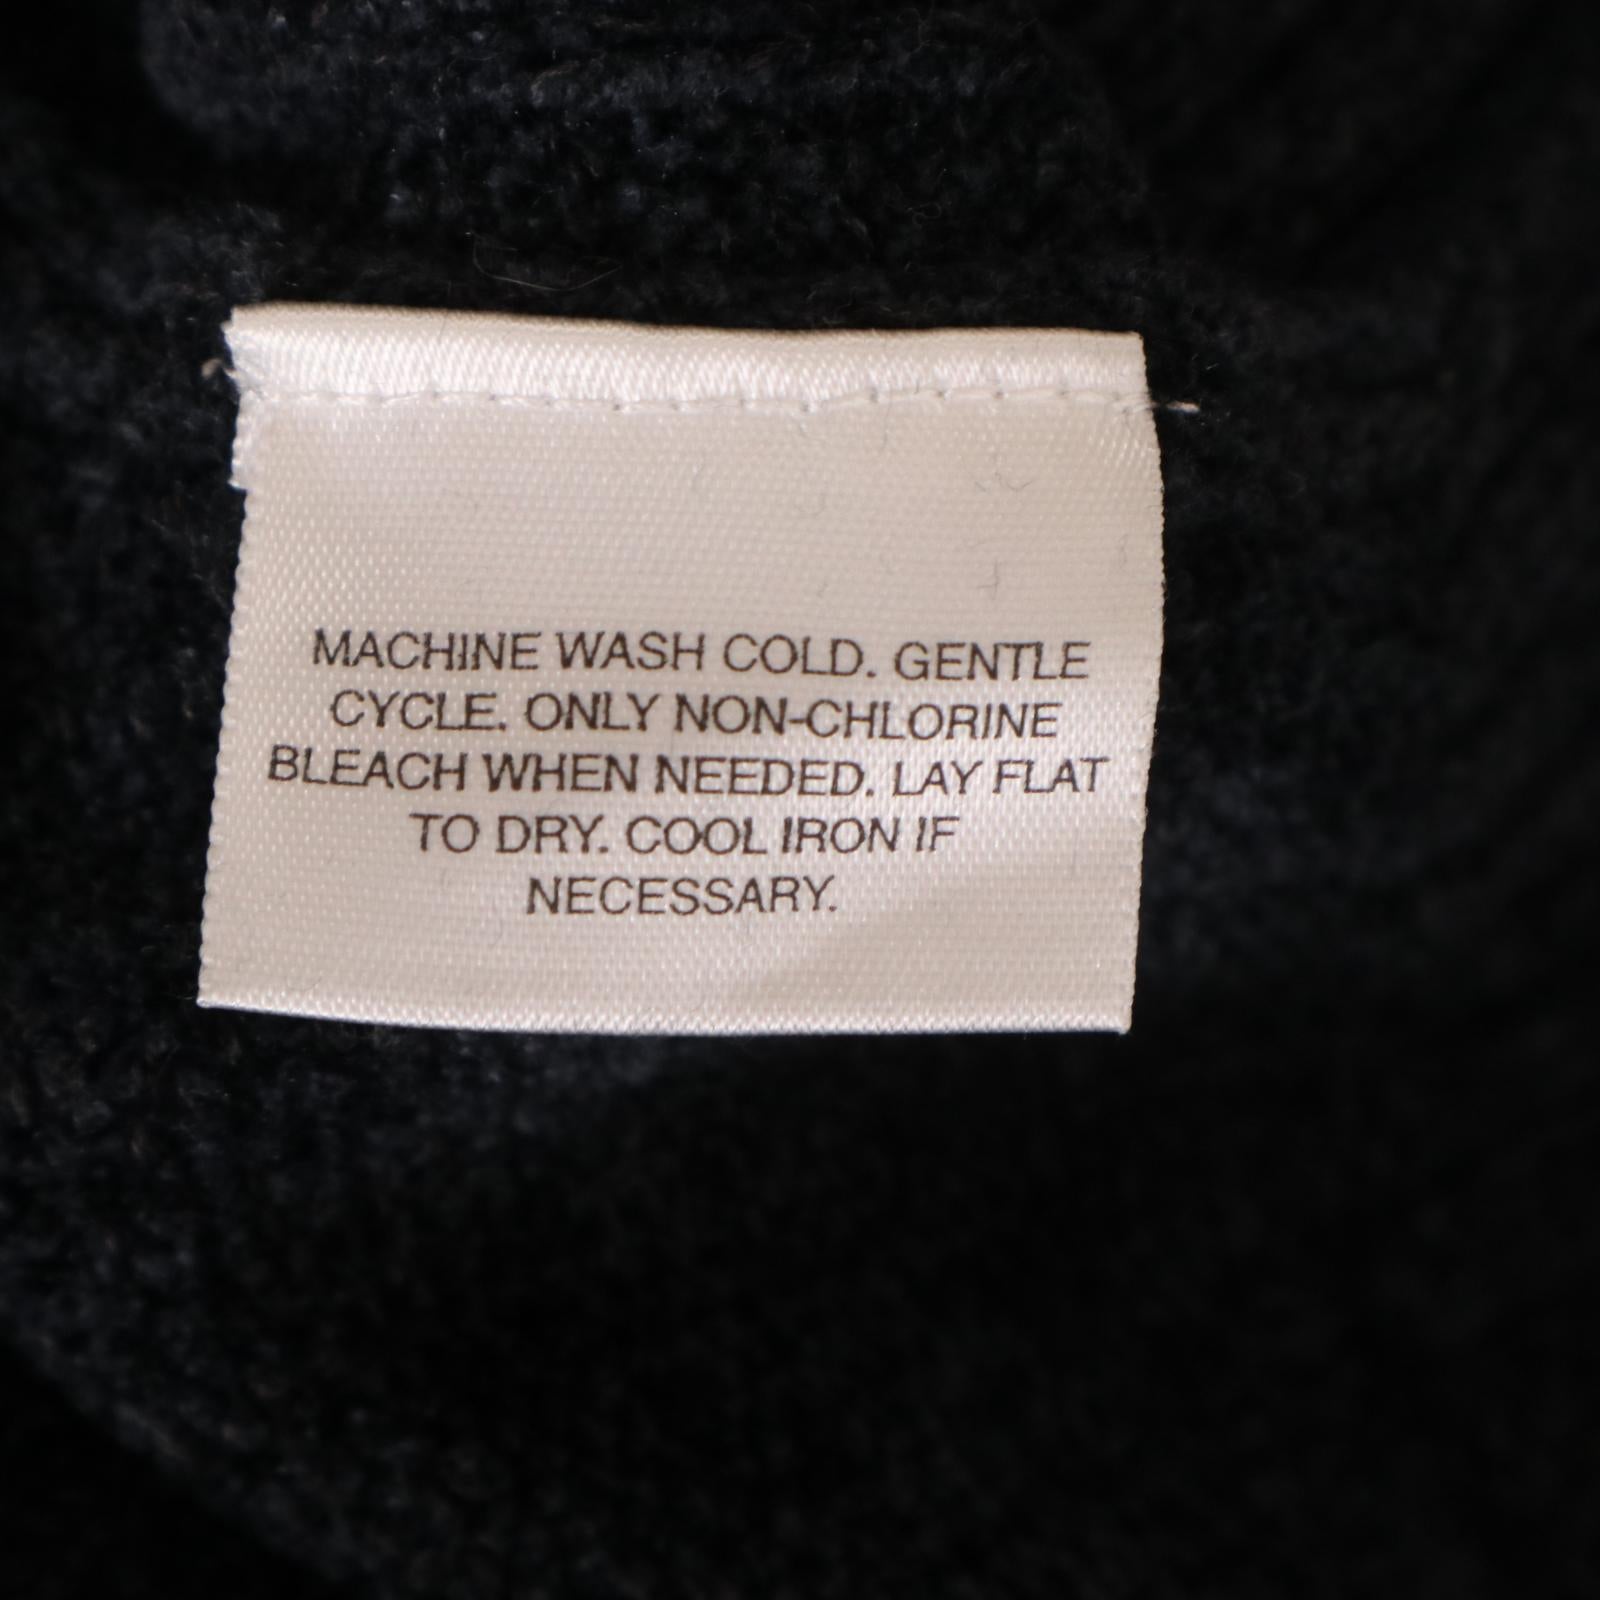 MACHINE WASH COLD. GENTLE
CYCLE. ONLY NON-CHLORINE
BLEACH WHEN NEEDED. LAY FLAT
TO DRY. COOL IRON IF
NECESSARY.